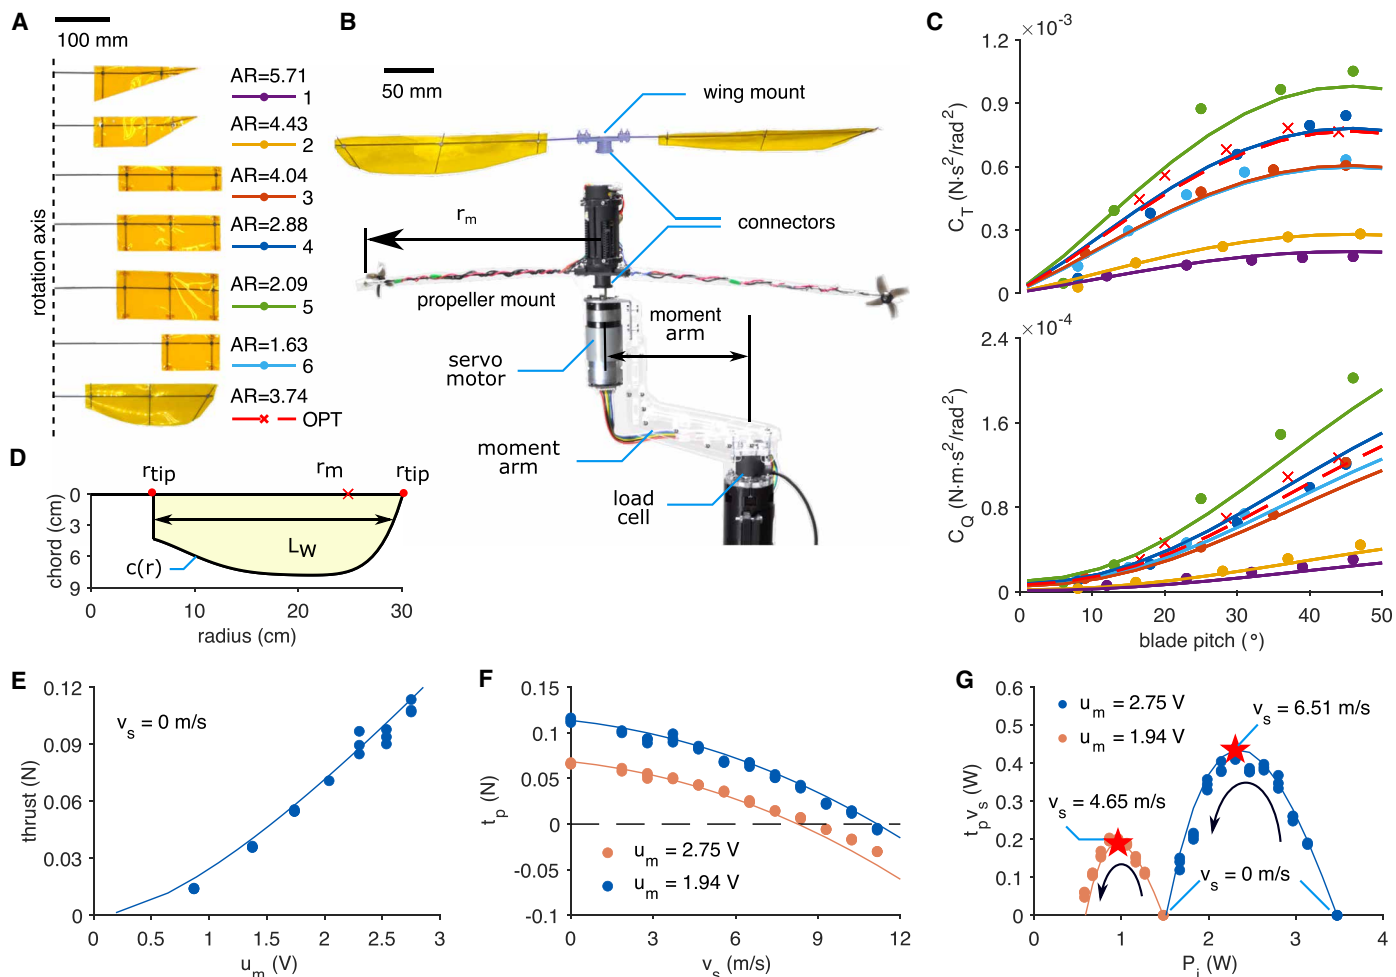 A
100 mm
rotation axis
AR=5.71
1
AR=4.43
2
AR=4.04
3
AR=2.88
4
AR=2.09
5
AR=1.63
6
AR=3.74
OPT
B
50 mm
wing mount
r_m
connectors
propeller mount
moment
arm
servo
motor
moment
arm
load
cell
C
×10^-3
1.2
0.9
0.6
0.3
0
C_T (N·s^2/rad^2)
×10^-4
2.4
1.6
0.8
0
C_Q (N·m·s^2/rad^2)
0 10 20 30 40 50
blade pitch (°)
D
r_tip
r_m
r_tip
0
3
6
9
chord (cm)
L_W
c(r)
0 10 20 30
radius (cm)
E
0.12
0.09
0.06
0.03
0
thrust (N)
v_s = 0 m/s
0 0.5 1 1.5 2 2.5 3
u_m (V)
F
0.15
0.1
0.05
0
-0.05
-0.1
t_p (N)
u_m = 2.75 V
u_m = 1.94 V
0 3 6 9 12
v_s (m/s)
G
0.6
0.5
0.4
0.3
0.2
0.1
0
t_p v_s (W)
u_m = 2.75 V
u_m = 1.94 V
v_s = 6.51 m/s
v_s = 4.65 m/s
v_s = 0 m/s
0 1 2 3 4
P_i (W)